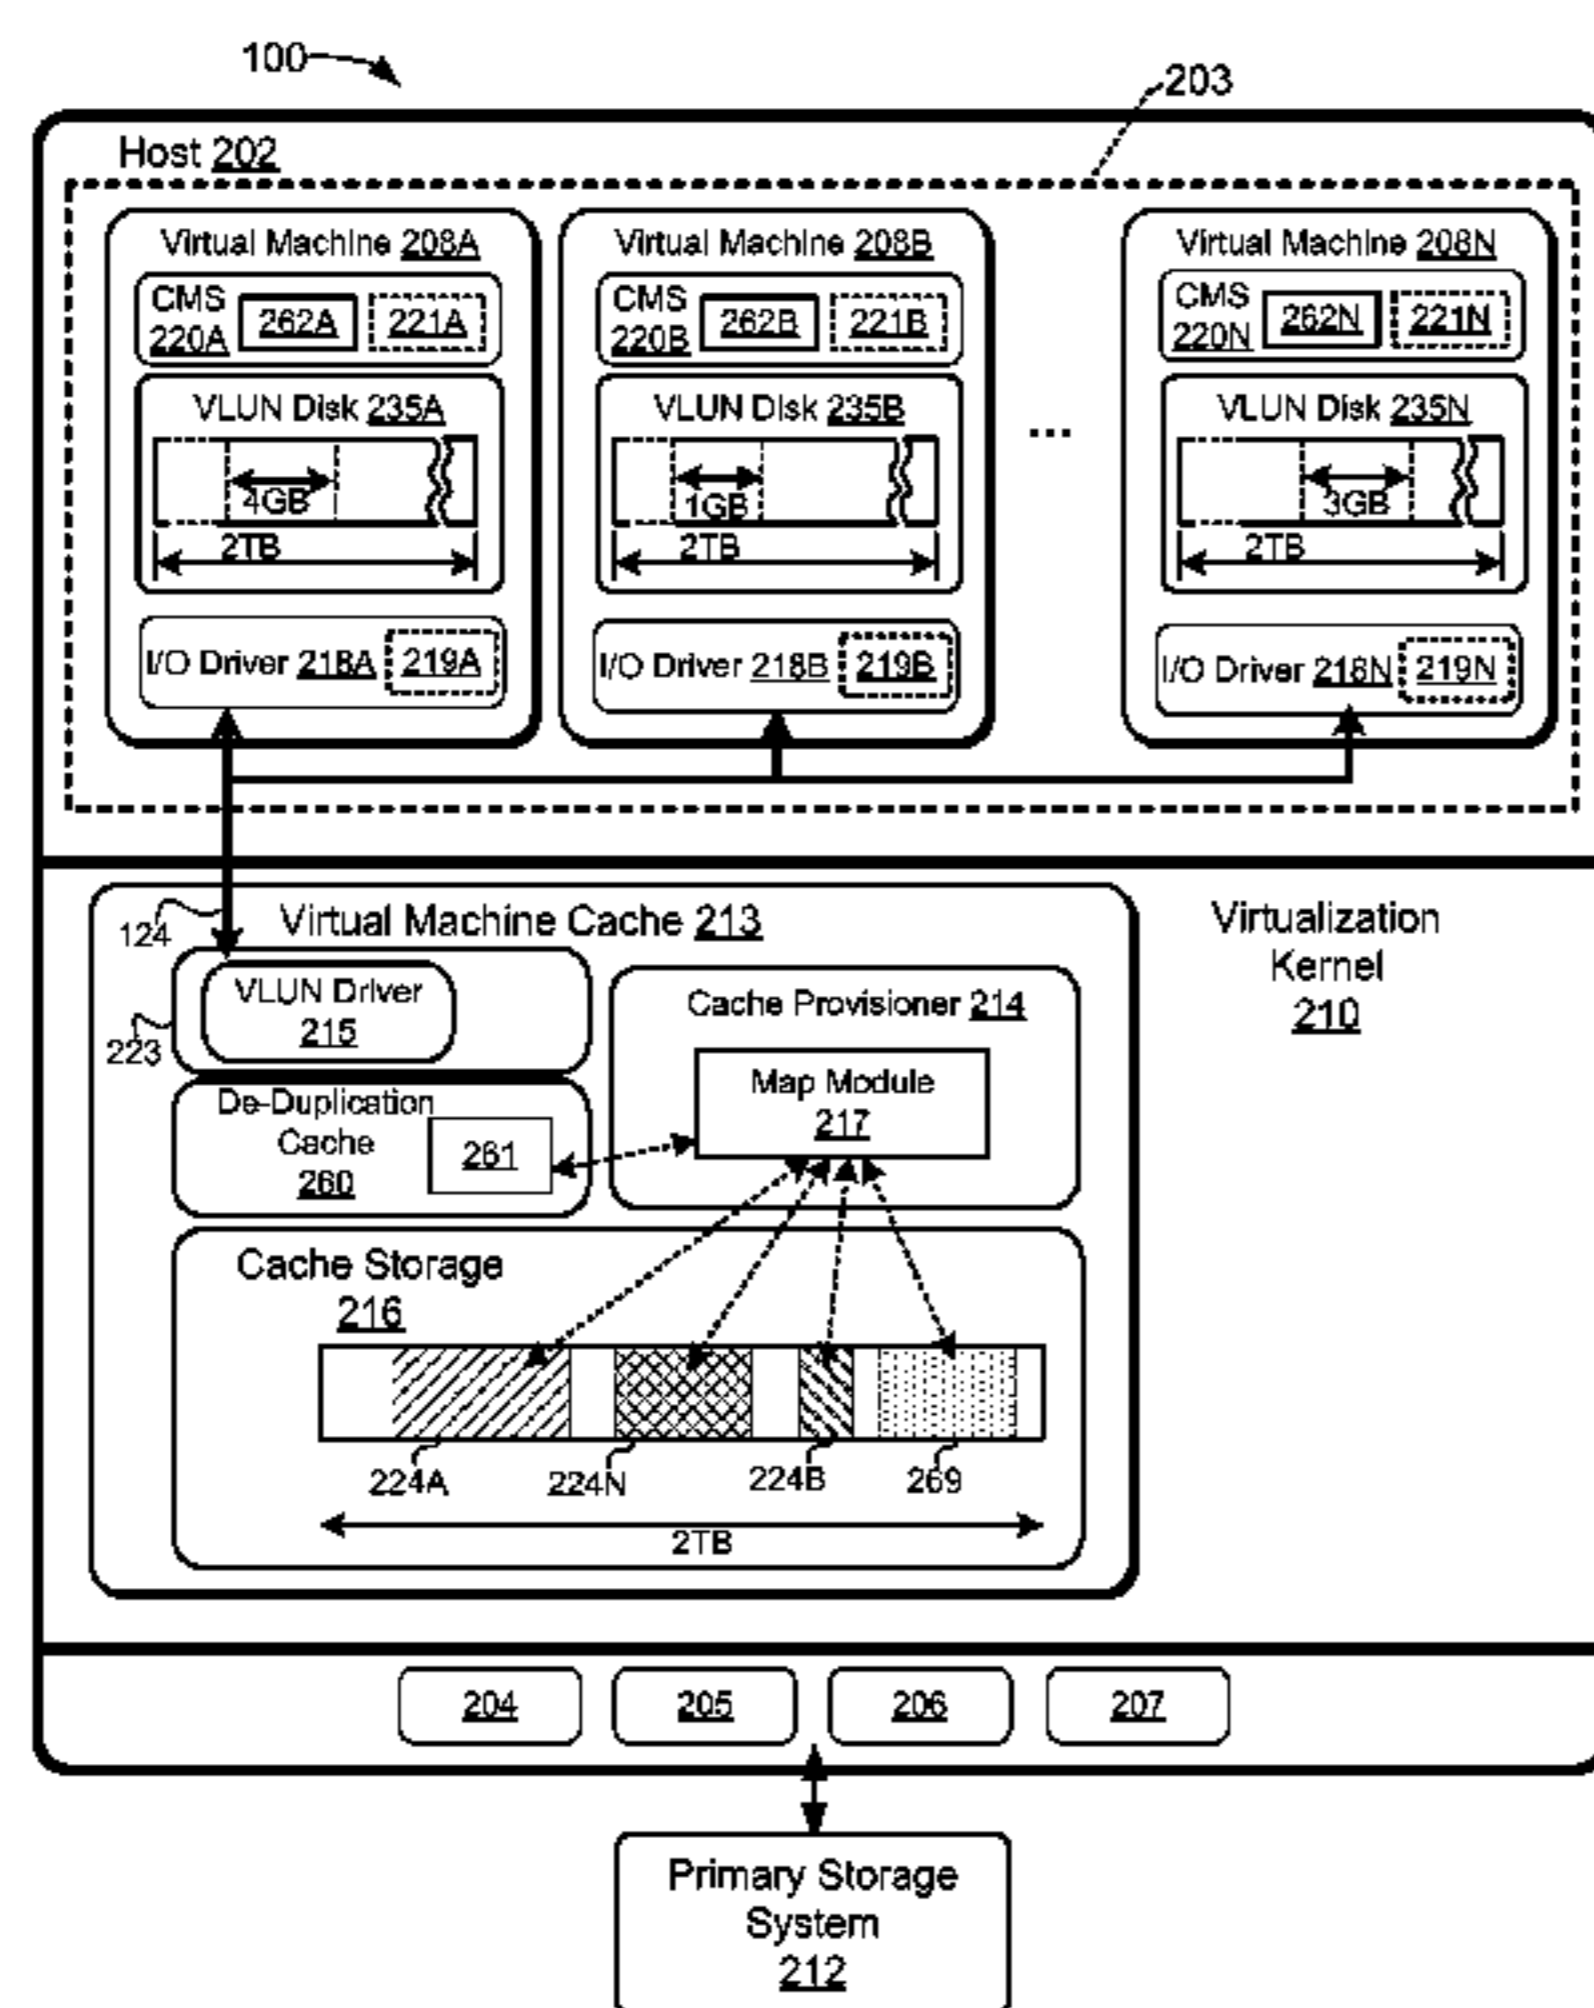 100
203
Host 202
Virtual Machine 208A
CMS
220A
262A
221A
VLUN Disk 235A
4GB
2TB
I/O Driver 218A
219A
Virtual Machine 208B
CMS
220B
262B
221B
VLUN Disk 235B
1GB
2TB
I/O Driver 218B
219B
...
Virtual Machine 208N
CMS
220N
262N
221N
VLUN Disk 235N
3GB
2TB
I/O Driver 218N
219N
124
Virtual Machine Cache 213
Virtualization
Kernel
210
VLUN Driver
215
223
Cache Provisioner 214
Map Module
217
De-Duplication
Cache
260
261
Cache Storage
216
224A
224N
224B
269
2TB
204
205
206
207
Primary Storage
System
212